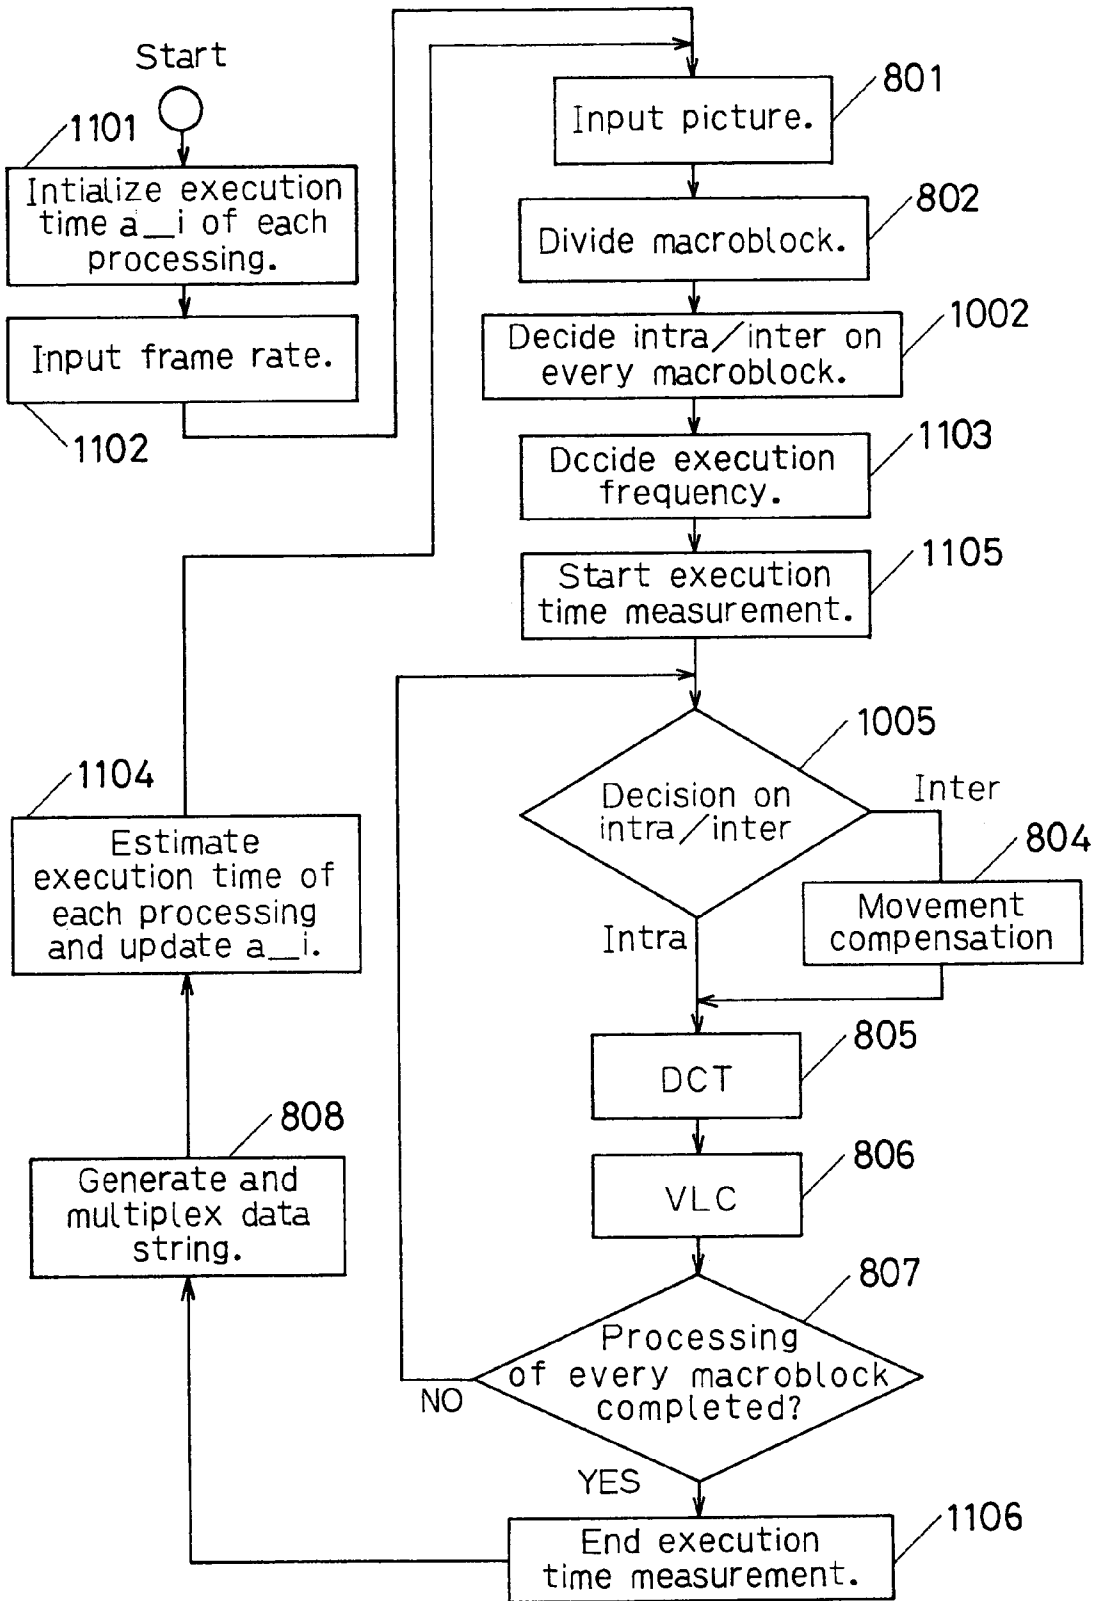 Start
1101
Intialize execution
time a__i of each
processing.
Input frame rate.
1102
801
Input picture.
802
Divide macroblock.
1002
Decide intra/inter on
every macroblock.
1103
Dccide execution
frequency.
1105
Start execution
time measurement.
1005
Decision on
intra/inter
Inter
804
Movement
compensation
Intra
805
DCT
806
VLC
807
Processing
of every macroblock
completed?
NO
YES
1106
End execution
time measurement.
808
Generate and
multiplex data
string.
1104
Estimate
execution time of
each processing
and update a__i.